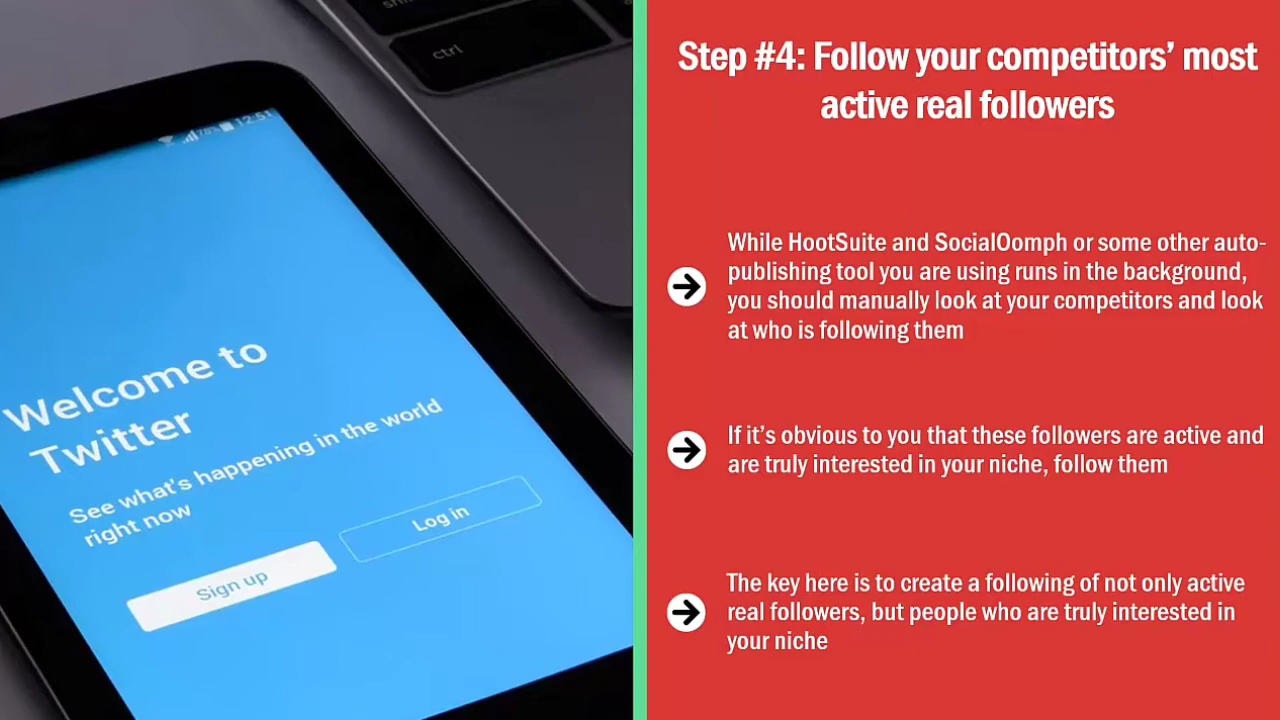 ctrl
12:51
Welcome to
Twitter
See what's happening in the world
right now
Sign up
Log in
Step #4: Follow your competitors’ most
active real followers
While HootSuite and SocialOomph or some other auto-
publishing tool you are using runs in the background,
you should manually look at your competitors and look
at who is following them
If it’s obvious to you that these followers are active and
are truly interested in your niche, follow them
The key here is to create a following of not only active
real followers, but people who are truly interested in
your niche